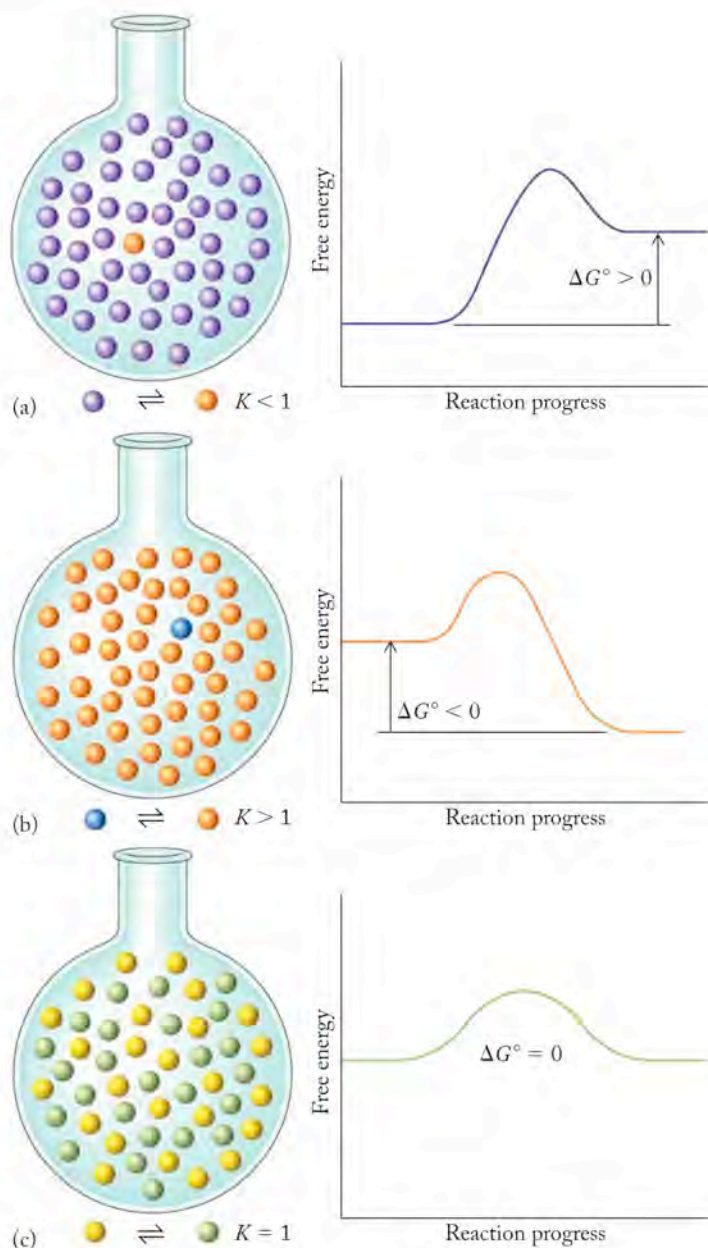 Free energy
ΔG° > 0
Reaction progress
(a) ⇌ K < 1
Free energy
ΔG° < 0
Reaction progress
(b) ⇌ K > 1
Free energy
ΔG° = 0
Reaction progress
(c) ⇌ K = 1